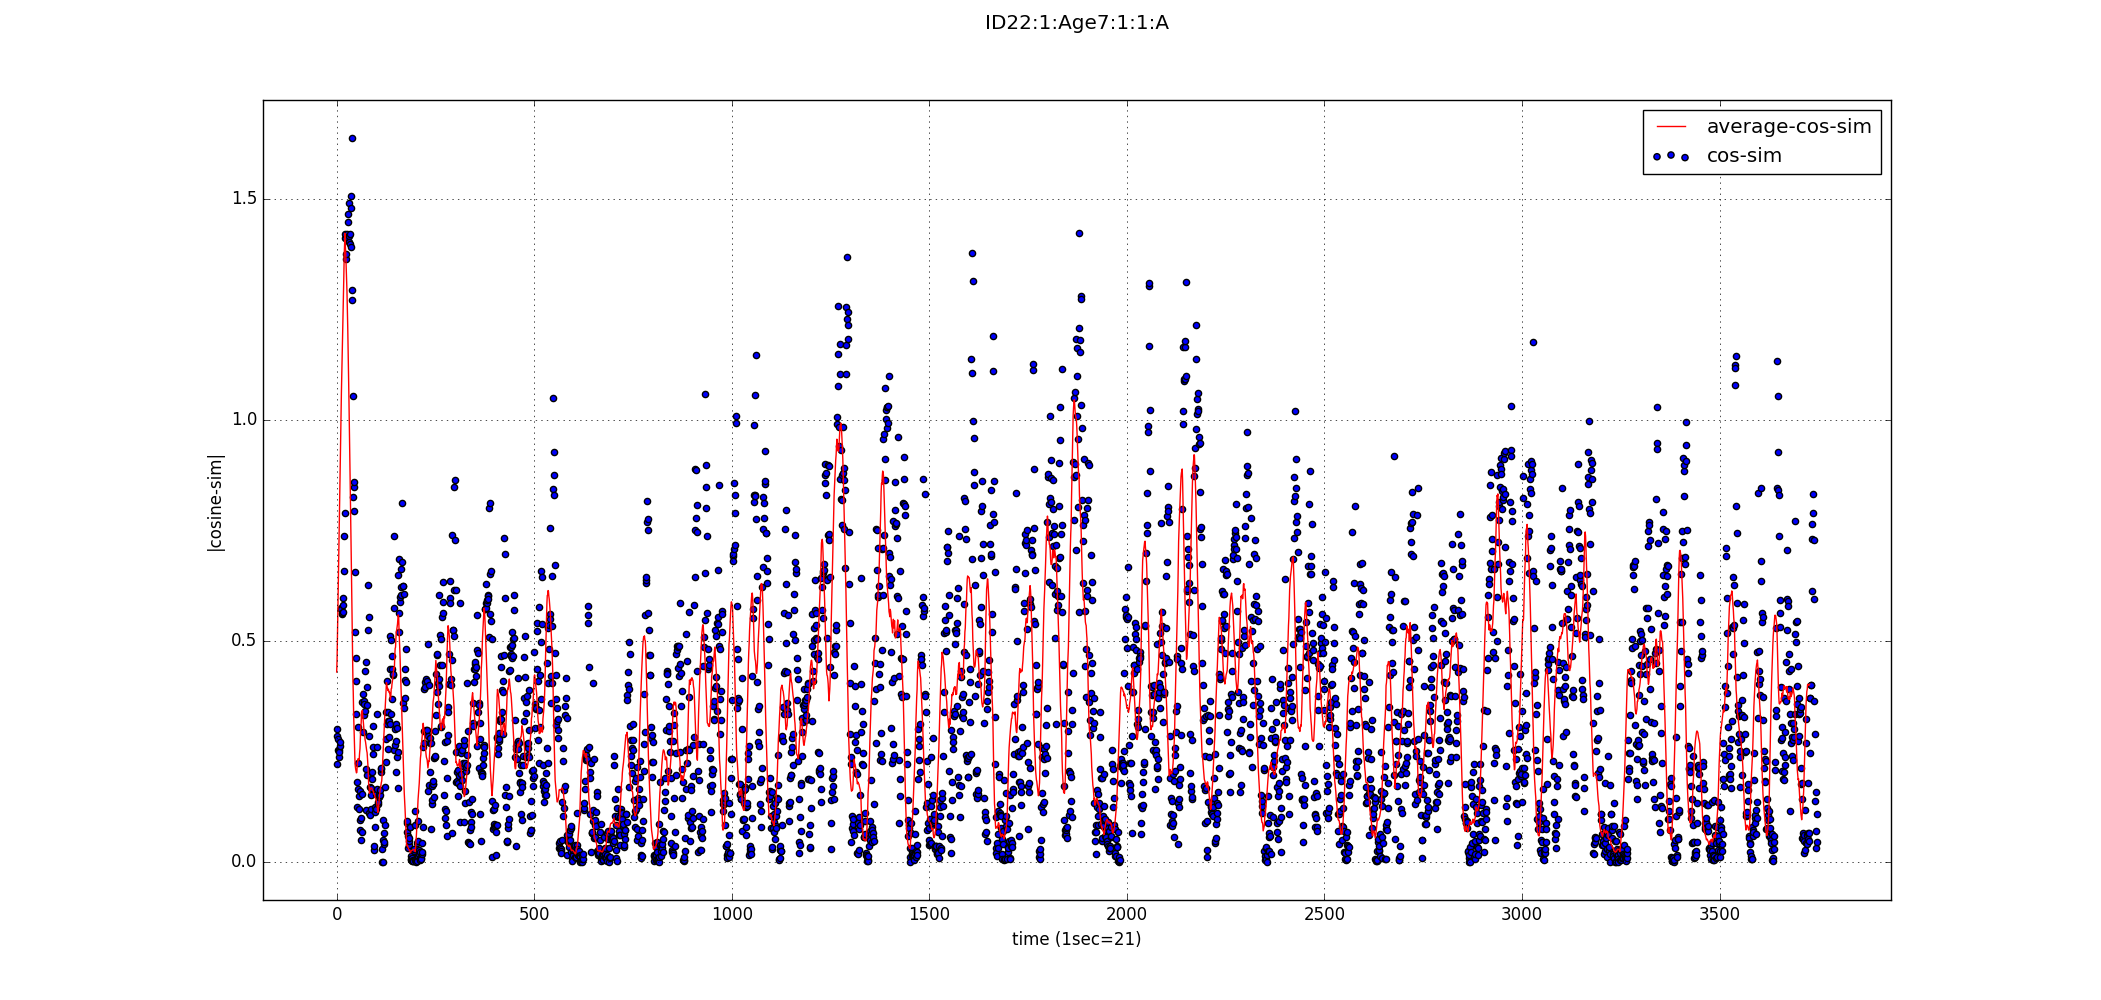 ID22:1:Age7:1:1:A
average-cos-sim
cos-sim
1.5
1.0
0.5
0.0
|cosine-sim|
0 500 1000 1500 2000 2500 3000 3500
time (1sec=21)